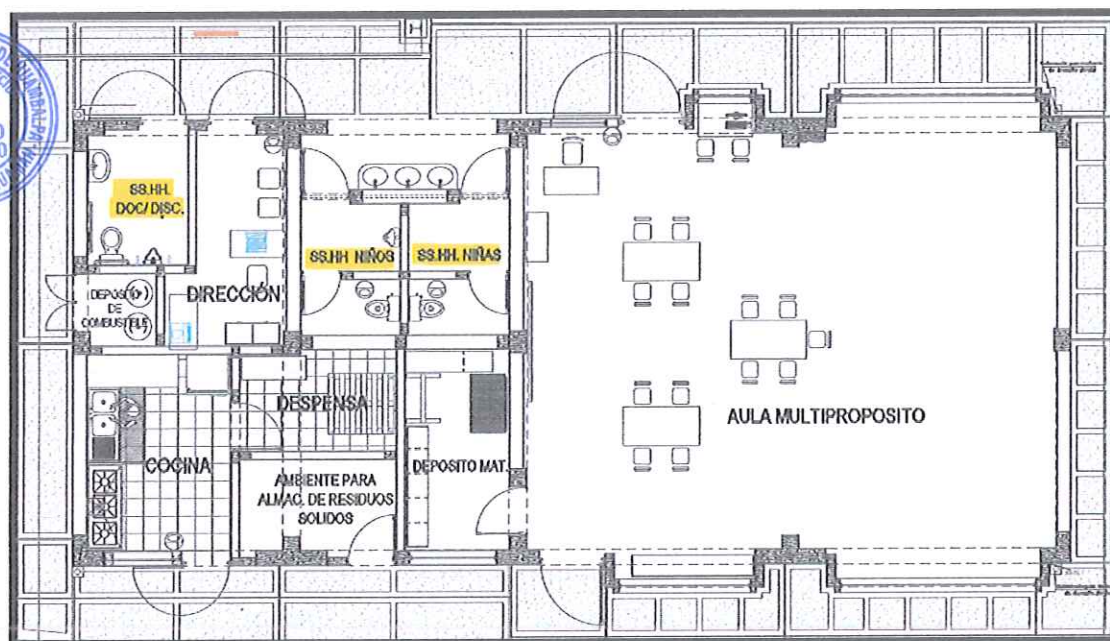 SS.HH.
DOC/ DISC.
SS.HH NIÑOS
SS.HH. NIÑAS
DEPOSITO
DE
COMBUSTIBLE
DIRECCIÓN
DESPENSA
AULA MULTIPROPOSITO
COCINA
DEPOSITO MAT.
AMBIENTE PARA
ALMAC. DE RESIDUOS
SOLIDOS